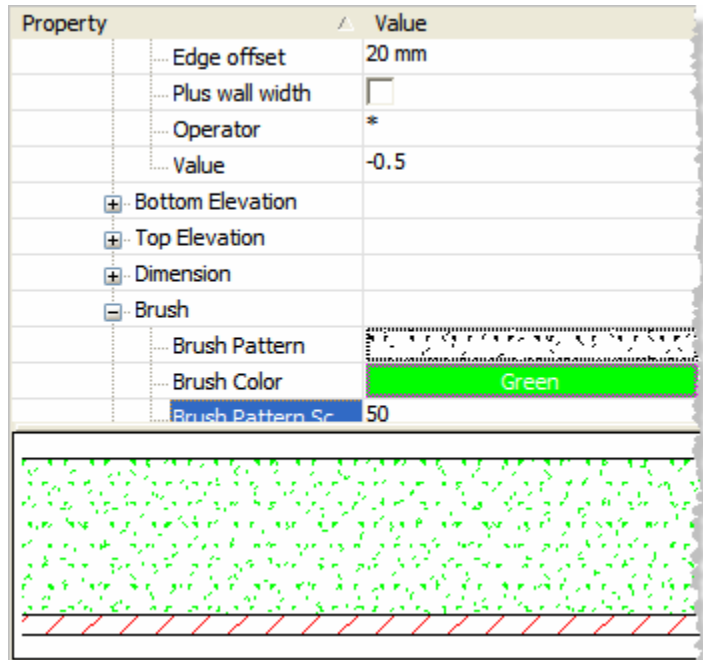 Property Value
Edge offset 20 mm
Plus wall width
Operator *
Value -0.5
Bottom Elevation
Top Elevation
Dimension
Brush
Brush Pattern
Brush Color Green
Brush Pattern Sc 50